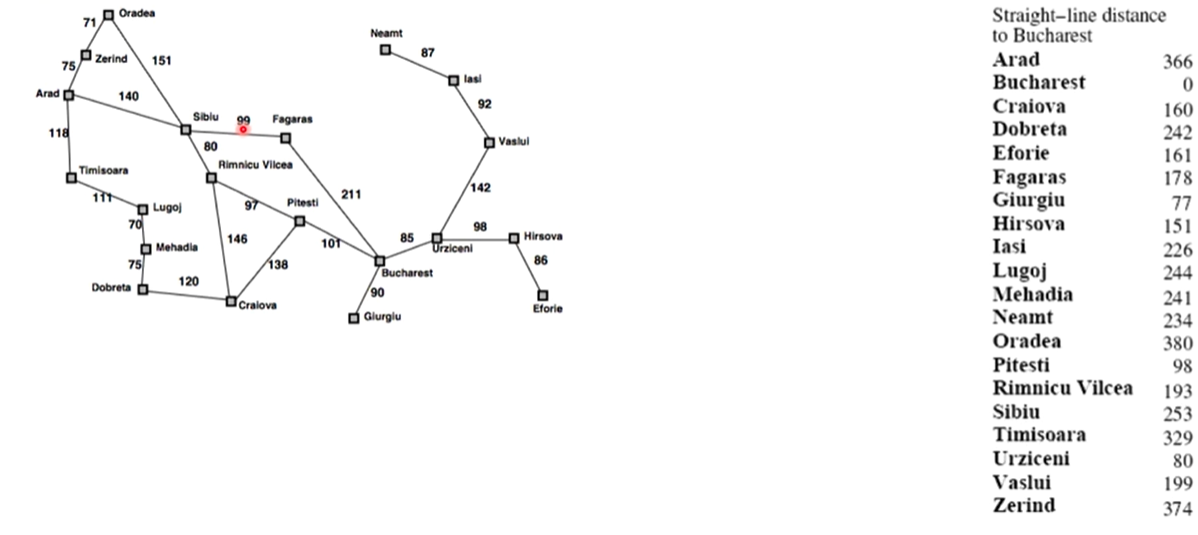 Oradea
71
Neamt
87
Zerind
151
75
Iasi
Arad
140
92
Sibiu
99
Fagaras
118
Vaslui
80
Rimnicu Vilcea
Timisoara
142
111
211
Lugoj
97
Pitesti
70
98
Hirsova
146
101
85
Urziceni
Mehadia
86
75
138
Bucharest
120
90
Dobreta
Craiova
Eforie
Giurgiu
Straight–line distance
to Bucharest
Arad 366
Bucharest 0
Craiova 160
Dobreta 242
Eforie 161
Fagaras 178
Giurgiu 77
Hirsova 151
Iasi 226
Lugoj 244
Mehadia 241
Neamt 234
Oradea 380
Pitesti 98
Rimnicu Vilcea 193
Sibiu 253
Timisoara 329
Urziceni 80
Vaslui 199
Zerind 374